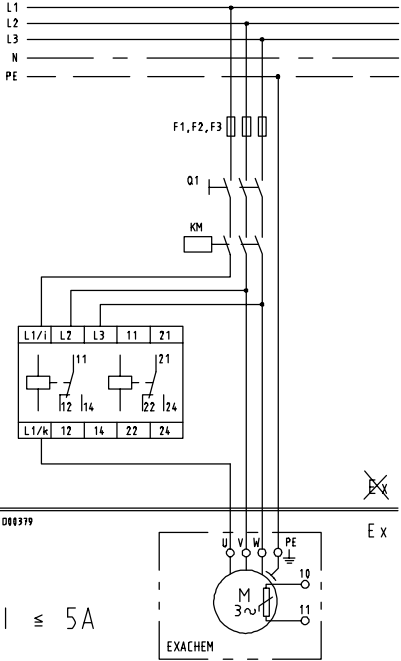 L1
L2
L3
N
PE
F1,F2,F3
Q1
KM
L1/i L2 L3 11 21
11 21
12 14 22 24
L1/k 12 14 22 24
Ex
D00379
Ex
U V W PE
10
M
3~
11
I ≤ 5A
EXACHEM